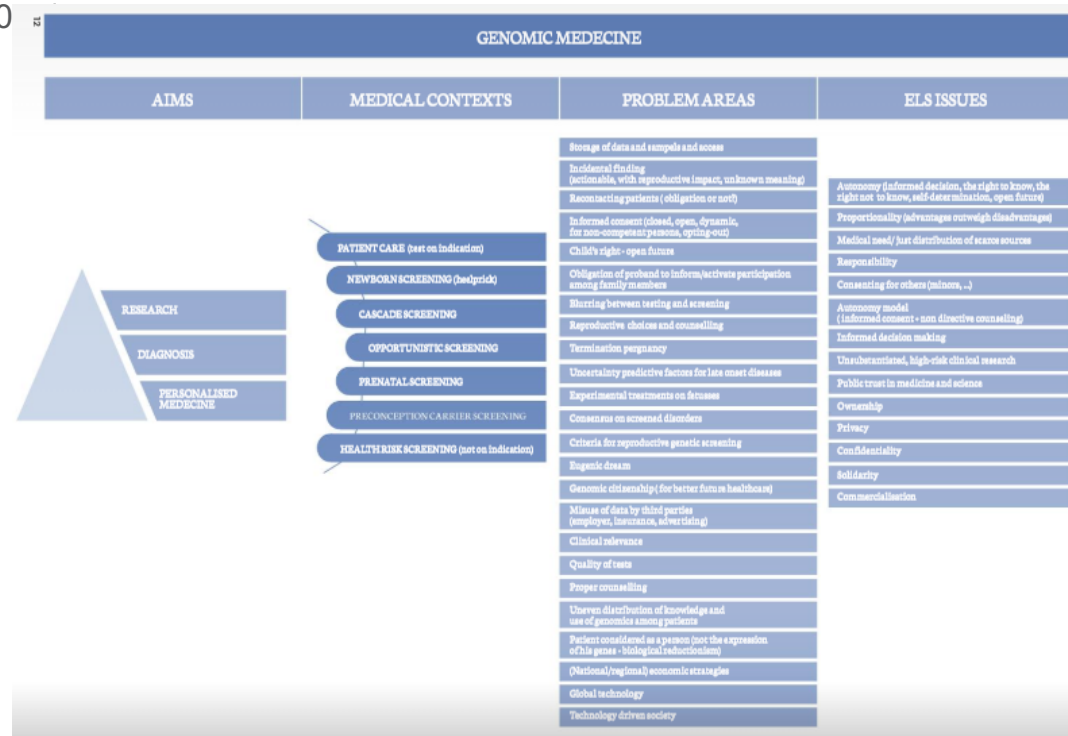 0
12
GENOMIC MEDECINE
AIMS
MEDICAL CONTEXTS
PROBLEM AREAS
ELS ISSUES
RESEARCH
DIAGNOSIS
PERSONALISED
MEDECINE
PATIENT CARE (test on indication)
NEWBORN SCREENING (heelprick)
CASCADE SCREENING
OPPORTUNISTIC SCREENING
PRENATAL SCREENING
PRECONCEPTION CARRIER SCREENING
HEALTH RISK SCREENING (not on indication)
Storage of data and sampels and access
Incidental finding
(actionable, with reproductive impact, unknown meaning)
Recontacting patients ( obligation or not?)
Informed consent (closed, open, dynamic,
for non-competent persons, opting-out)
Child's right - open future
Obligation of proband to inform/activate participation
among family members
Blurring between testing and screening
Reproductive choices and counselling
Termination pergnancy
Uncertainty predictive factors for late onset diseases
Experimental treatments on fetusses
Consensus on screened disorders
Criteria for reproductive genetic screening
Eugenic dream
Genomic citizenship( for better future healthcare)
Misuse of data by third parties
(employer, insurance, advertising)
Clinical relevance
Quality of tests
Proper counselling
Uneven distribution of knowledge and
use of genomics among patients
Patient considered as a person (not the expression
of his genes - biological reductionism)
(National/regional) economic strategies
Global technology
Technology driven society
Autonomy (informed decision, the right to know, the
right not to know, self-determination, open future)
Proportionality (advantages outweigh disadvantages)
Medical need/ just distribution of scarce sources
Responsibility
Consenting for others (minors, ...)
Autonomy model
( informed consent - non directive counseling)
Informed decision making
Unsubstantiated, high-risk clinical research
Public trust in medicine and science
Ownership
Privacy
Confidentiality
Solidarity
Commercialisation